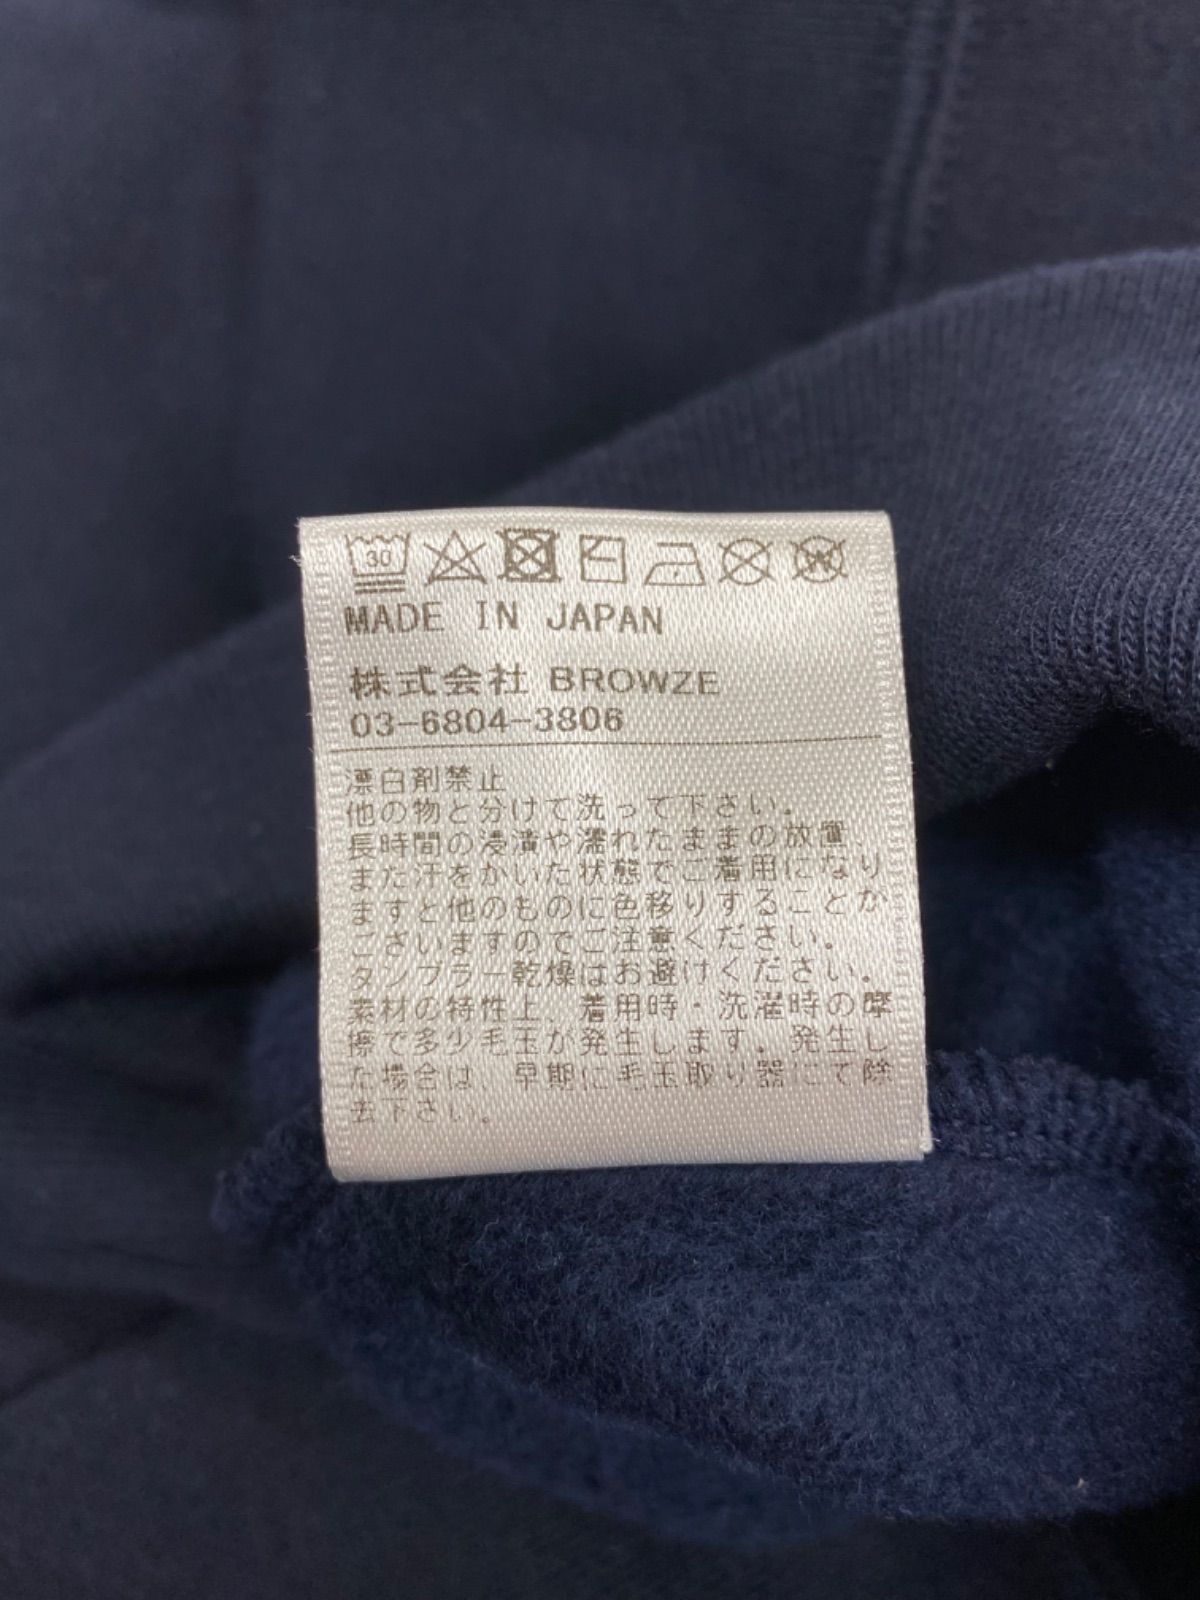 30
MADE IN JAPAN
株式会社 BROWZE
03-6804-3806
漂白剤禁止
他の物と分けて洗って下さい。
長時間の浸漬や濡れたままの放置、
また汗をかいた状態でご着用になり
ますと他のものに色移りすることが
ございますのでご注意ください。
タンブラー乾燥はお避けください。
素材の特性上、着用時・洗濯時の摩
擦で多少毛玉が発生します。発生し
た場合は、早期に毛玉取り器にて除
去下さい。